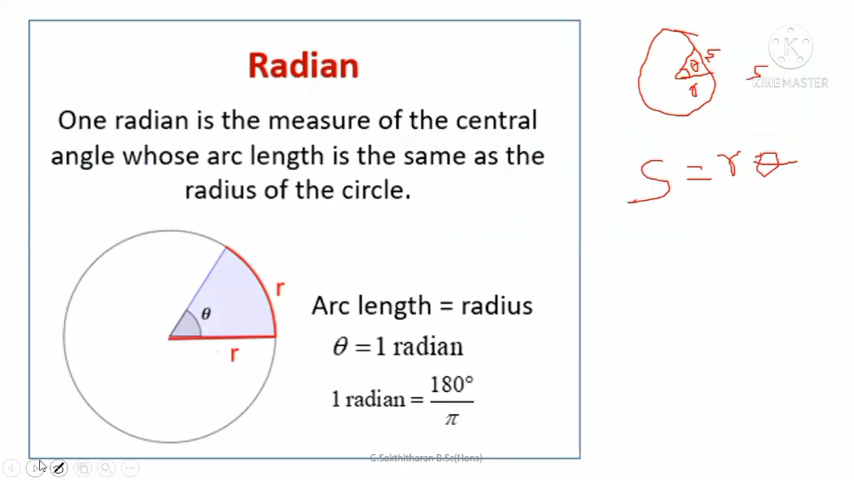 Radian
One radian is the measure of the central
angle whose arc length is the same as the
radius of the circle.
θ
r
r
Arc length = radius
θ = 1 radian
1 radian = 180° / π
θ
S
r
S
S = r θ
K
KINEMASTER
G.Sakthitharan B.Sc(Hons)